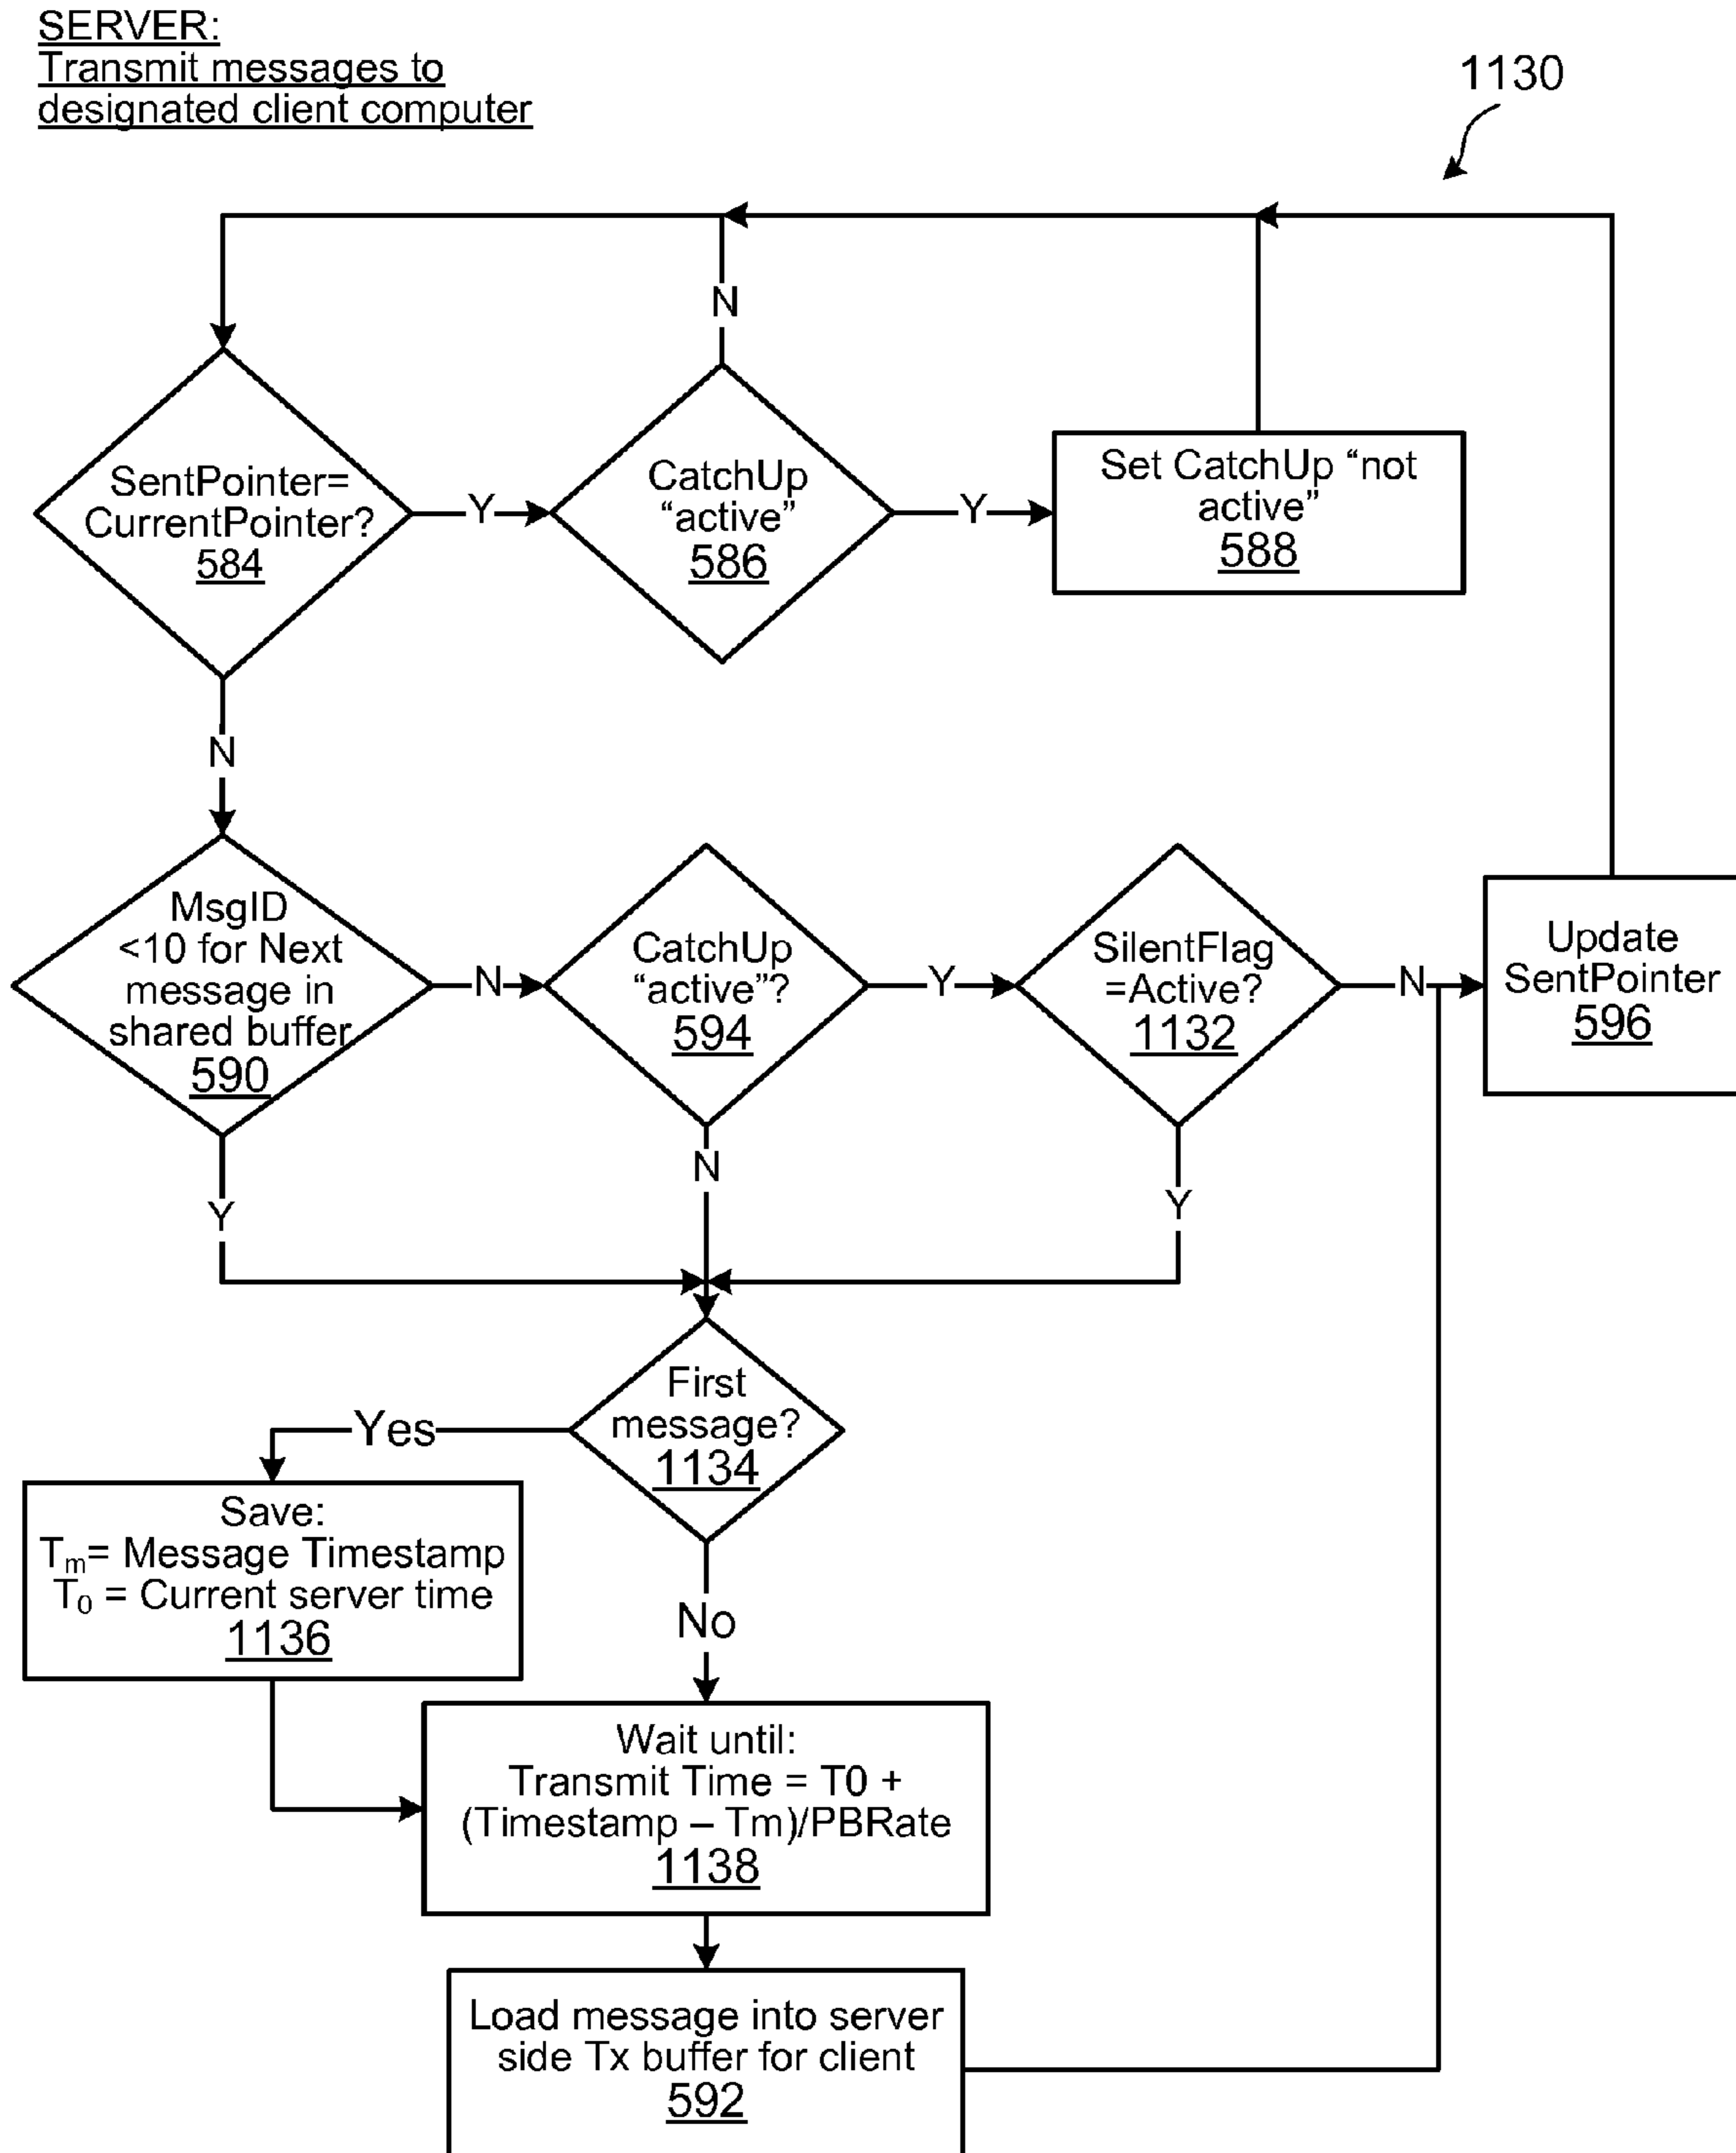 SERVER:
Transmit messages to
designated client computer
1130
N
SentPointer=
CurrentPointer?
584
Y
CatchUp
“active”
586
Y
Set CatchUp “not
active”
588
N
MsgID
<10 for Next
message in
shared buffer
590
N
CatchUp
“active”?
594
Y
SilentFlag
=Active?
1132
N
Update
SentPointer
596
Y
N
Y
First
message?
1134
Yes
Save:
Tm= Message Timestamp
T0 = Current server time
1136
No
Wait until:
Transmit Time = T0 +
(Timestamp – Tm)/PBRate
1138
Load message into server
side Tx buffer for client
592